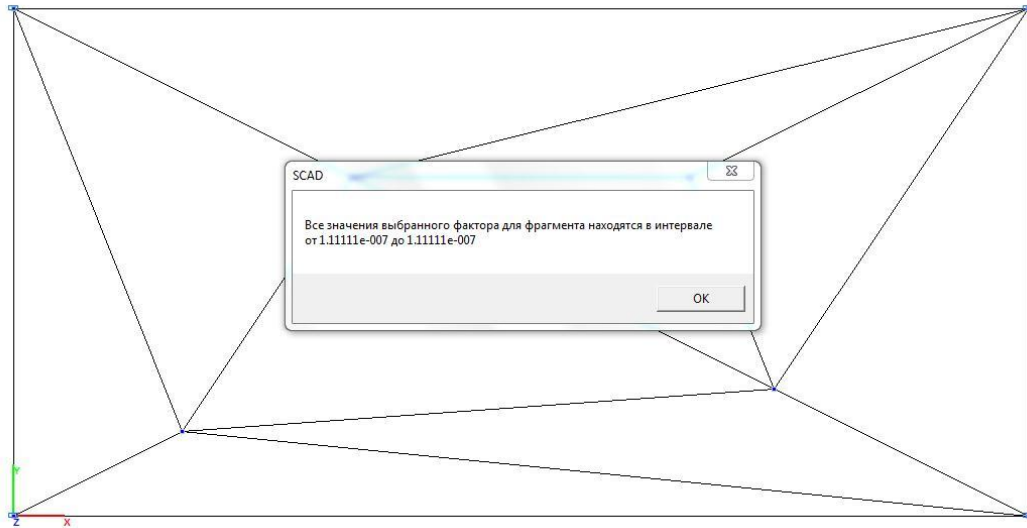 SCAD
Все значения выбранного фактора для фрагмента находятся в интервале
от 1.11111e-007 до 1.11111e-007
OK
Y
Z
X